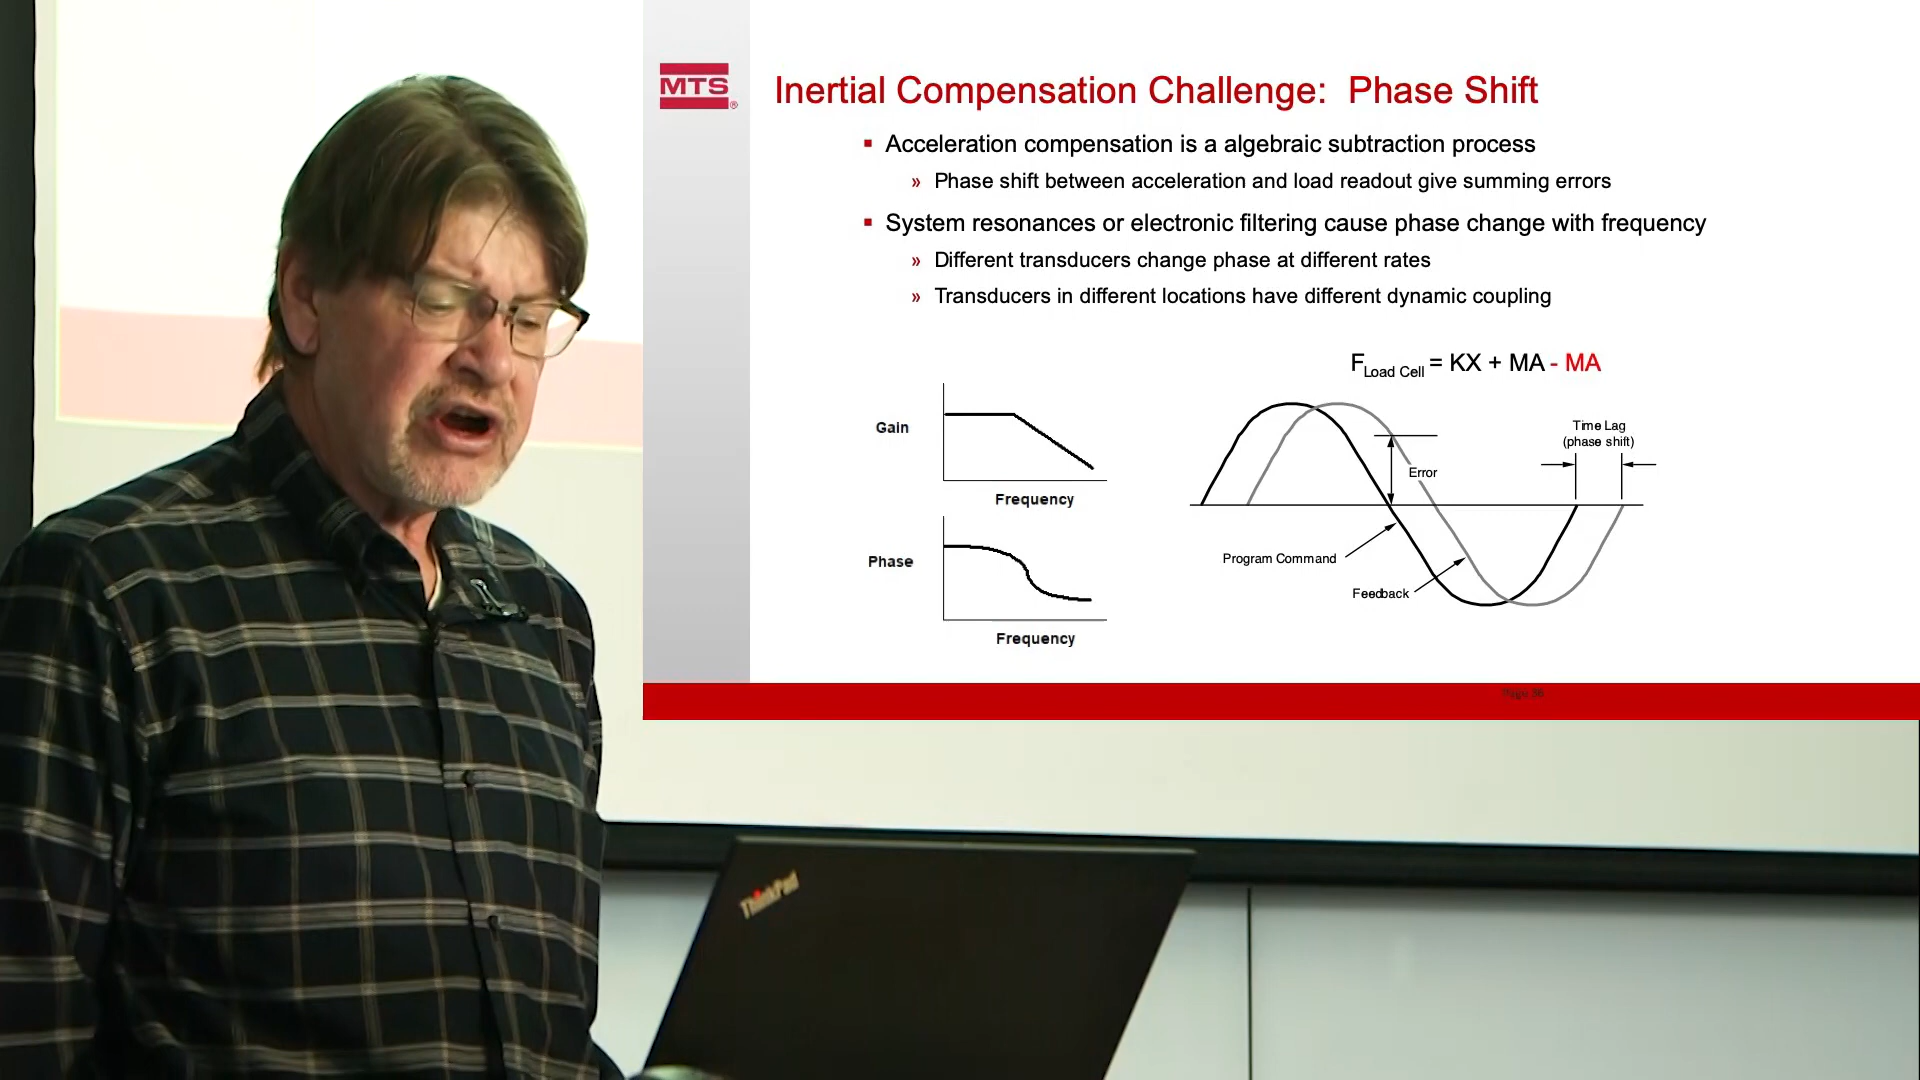 MTS
®
Inertial Compensation Challenge: Phase Shift
Acceleration compensation is a algebraic subtraction process
» Phase shift between acceleration and load readout give summing errors
System resonances or electronic filtering cause phase change with frequency
» Different transducers change phase at different rates
» Transducers in different locations have different dynamic coupling
F Load Cell = KX + MA - MA
Gain
Frequency
Phase
Frequency
Time Lag
(phase shift)
Error
Program Command
Feedback
Page 36
ThinkPad